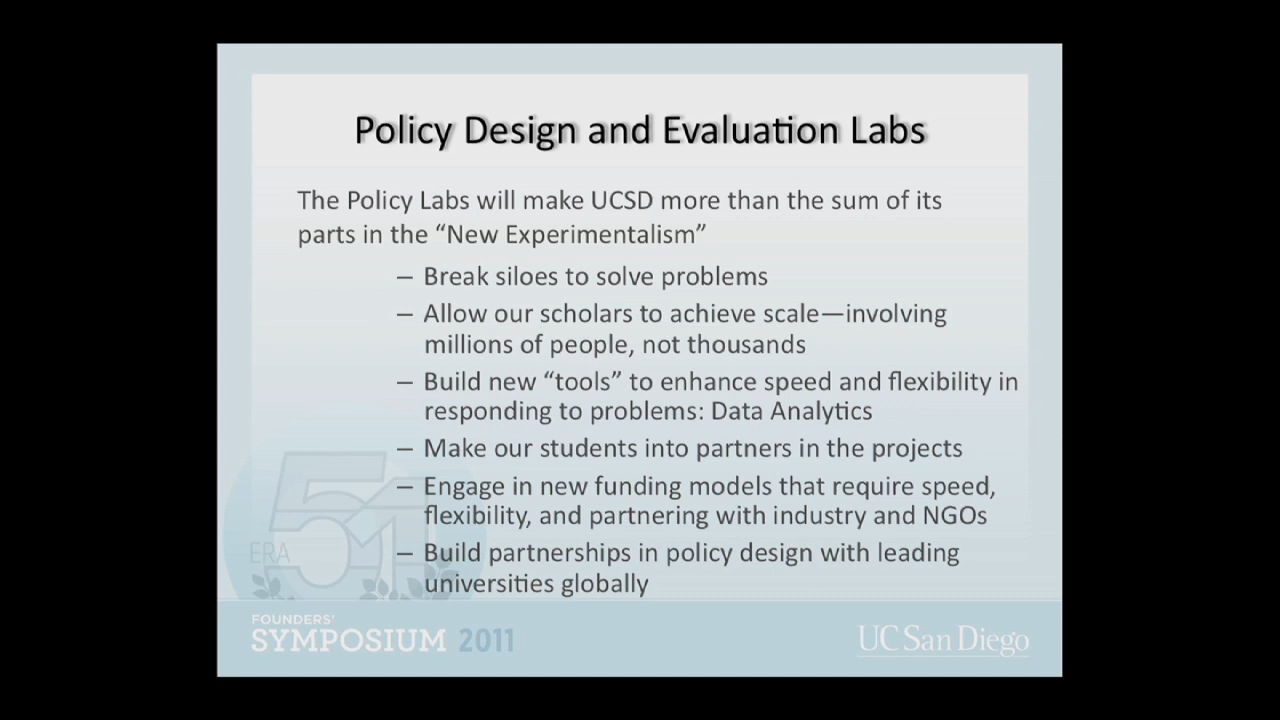 Policy Design and Evaluation Labs
The Policy Labs will make UCSD more than the sum of its
parts in the “New Experimentalism”
– Break siloes to solve problems
– Allow our scholars to achieve scale—involving
millions of people, not thousands
– Build new “tools” to enhance speed and flexibility in
responding to problems: Data Analytics
– Make our students into partners in the projects
– Engage in new funding models that require speed,
flexibility, and partnering with industry and NGOs
– Build partnerships in policy design with leading
universities globally
ERA 51
FOUNDERS'
SYMPOSIUM 2011
UC San Diego